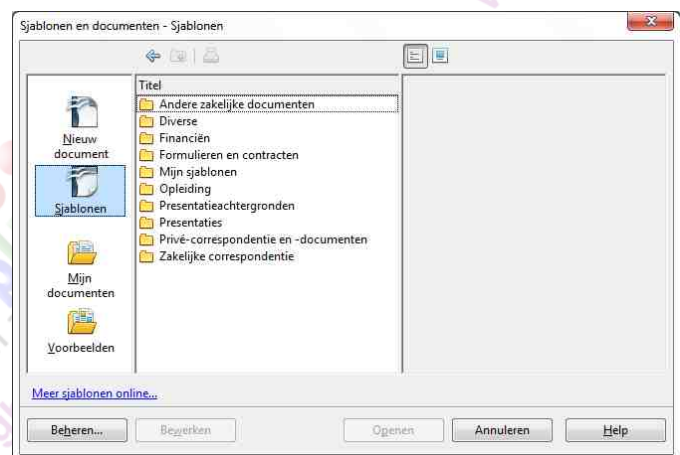 Sjablonen en documenten - Sjablonen
Titel
Andere zakelijke documenten
Diverse
Financiën
Formulieren en contracten
Mijn sjablonen
Opleiding
Presentatieachtergronden
Presentaties
Privé-correspondentie en -documenten
Zakelijke correspondentie
Nieuw
document
Sjablonen
Mijn
documenten
Voorbeelden
Meer sjablonen online...
Beheren...
Bewerken
Openen
Annuleren
Help